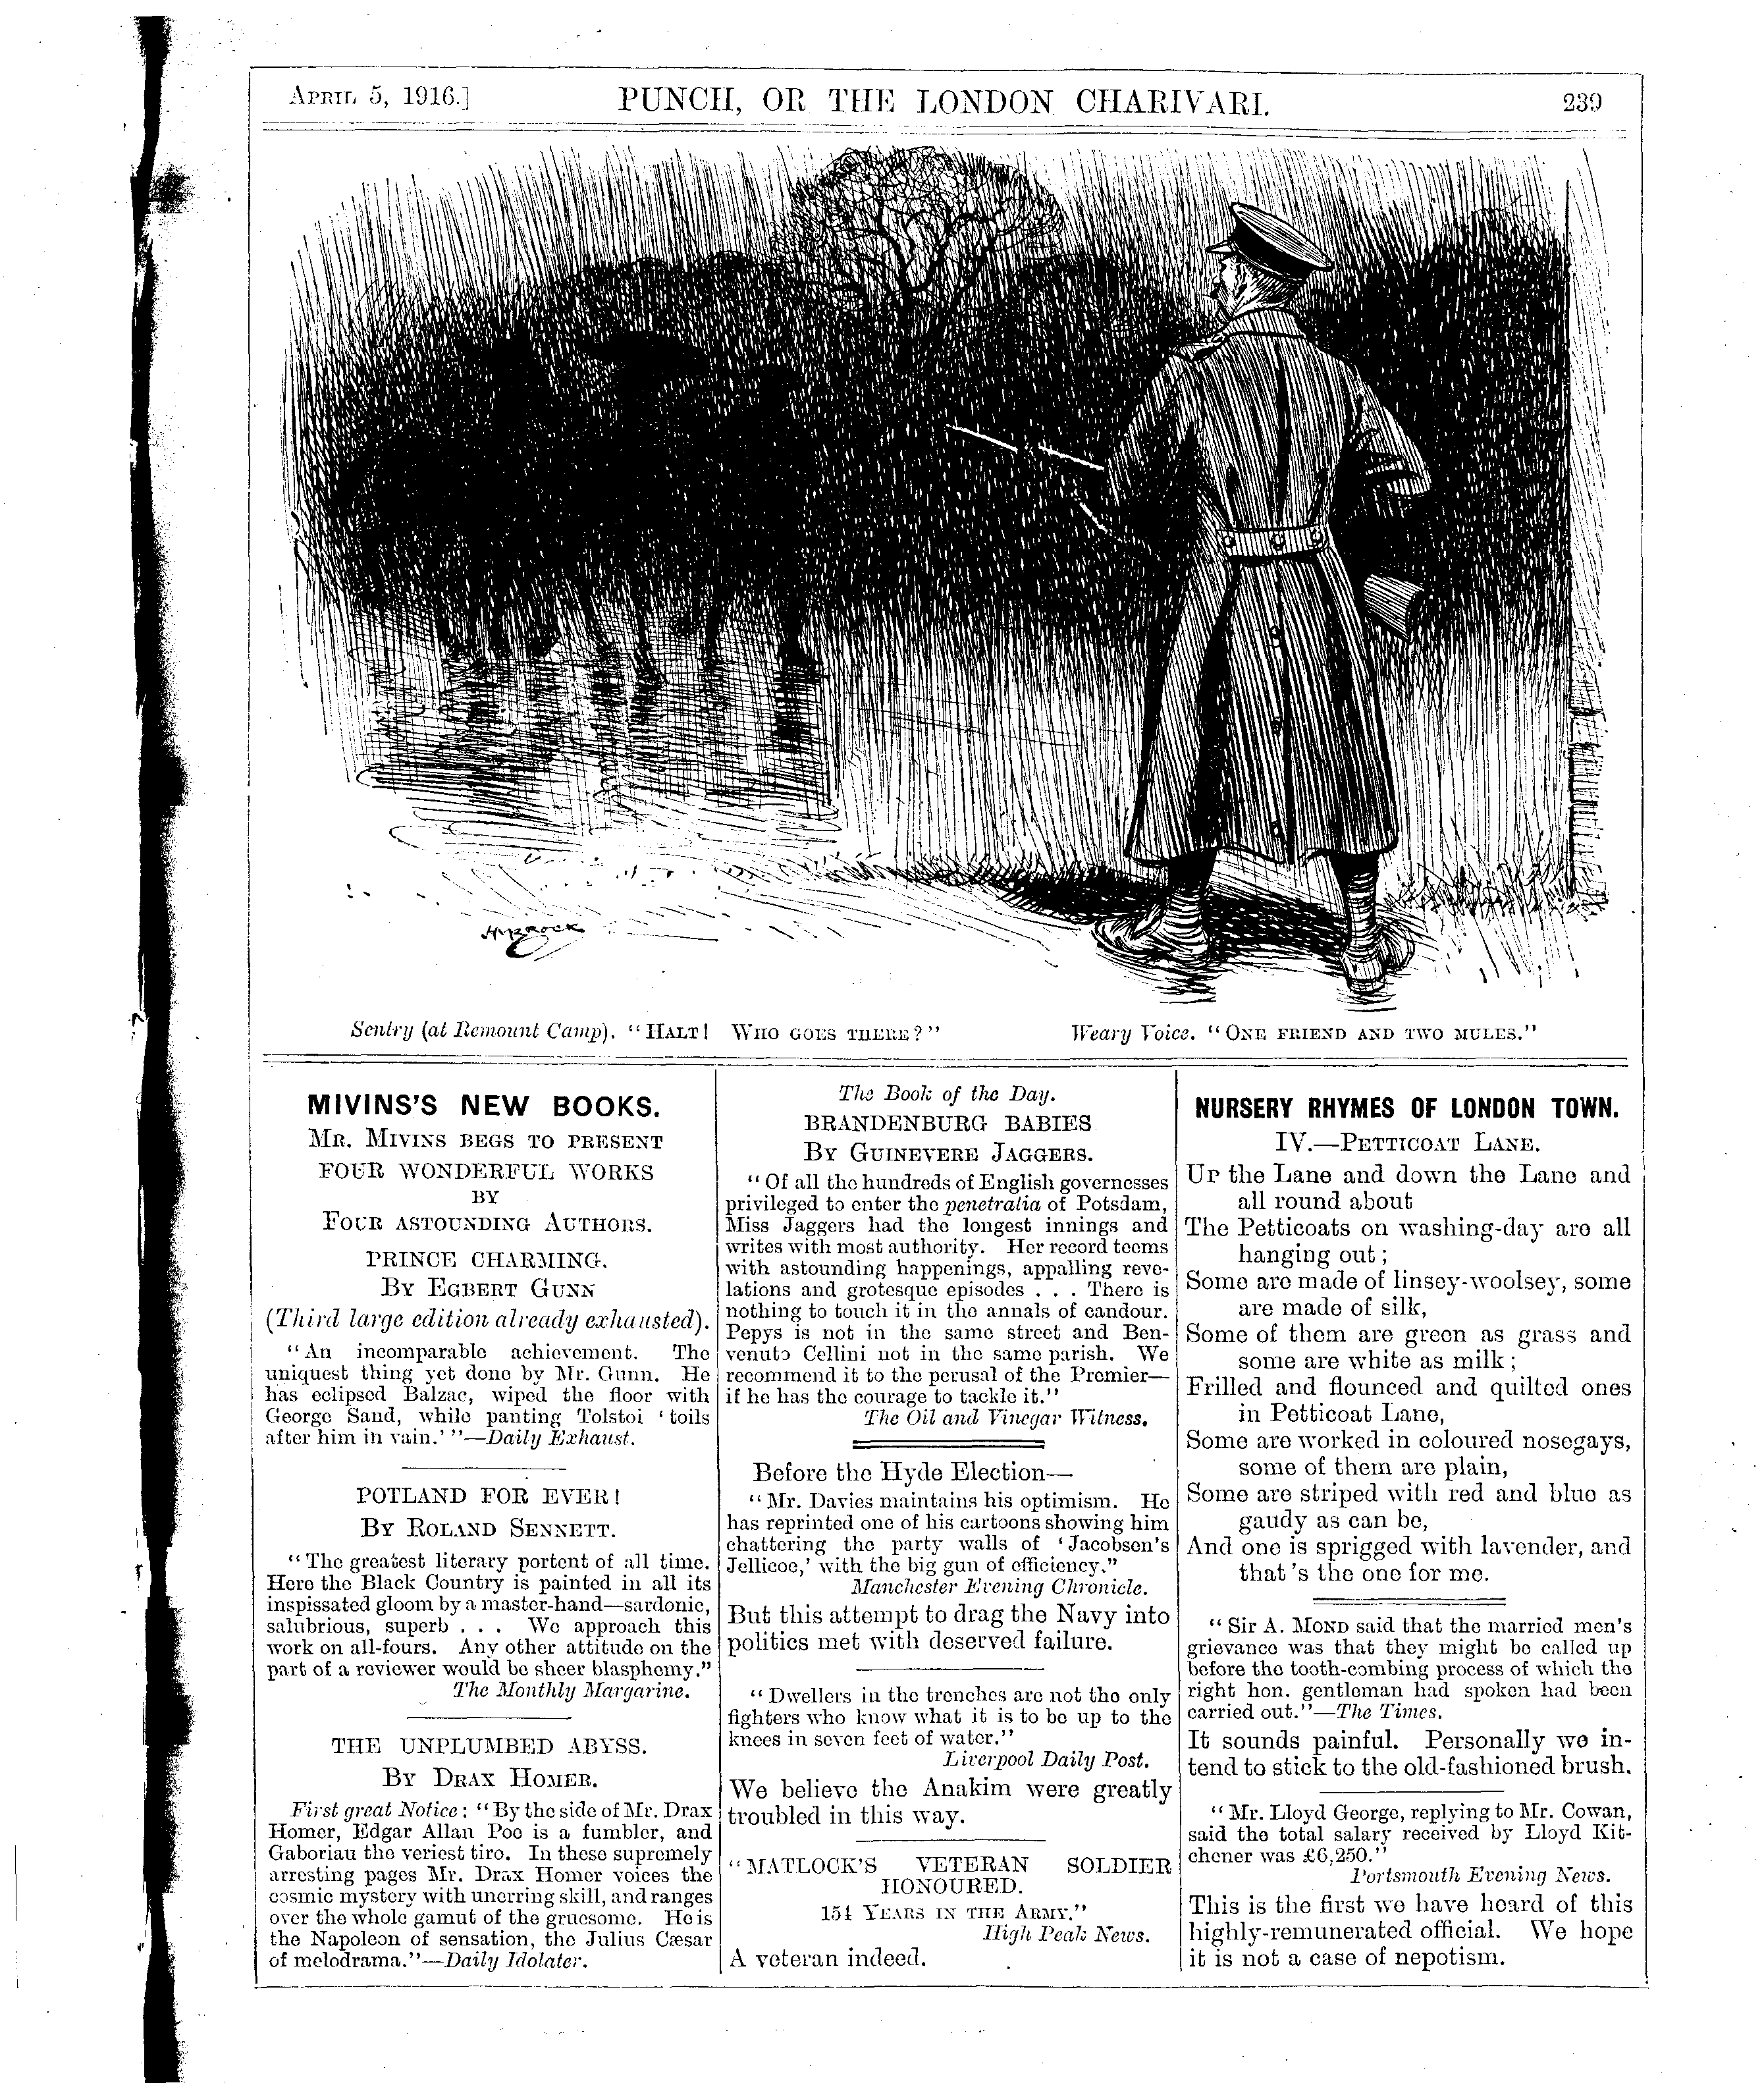 APRIL 5, 1916.]
PUNCH, OR THE LONDON CHARIVARI.
239
H.M.BROCK
Sentry (at Remount Camp). "HALT! WHO GOES THERE?"
Weary Voice. "ONE FRIEND AND TWO MULES."
MIVINS'S NEW BOOKS.
MR. MIVINS BEGS TO PRESENT
FOUR WONDERFUL WORKS
BY
FOUR ASTOUNDING AUTHORS.
PRINCE CHARMING.
BY EGBERT GUNN
(Third large edition already exhausted).
"An incomparable achievement. The
uniquest thing yet done by Mr. Gunn. He
has eclipsed Balzac, wiped the floor with
George Sand, while panting Tolstoi 'toils
after him in vain.'"—Daily Exhaust.
POTLAND FOR EVER!
BY ROLAND SENNETT.
"The greatest literary portent of all time.
Here the Black Country is painted in all its
inspissated gloom by a master-hand—sardonic,
salubrious, superb . . . We approach this
work on all-fours. Any other attitude on the
part of a reviewer would be sheer blasphemy."
The Monthly Margarine.
THE UNPLUMBED ABYSS.
BY DRAX HOMER.
First great Notice: "By the side of Mr. Drax
Homer, Edgar Allan Poe is a fumbler, and
Gaboriau the veriest tiro. In these supremely
arresting pages Mr. Drax Homer voices the
cosmic mystery with unerring skill, and ranges
over the whole gamut of the gruesome. He is
the Napoleon of sensation, the Julius Cæsar
of melodrama."—Daily Idolater.
The Book of the Day.
BRANDENBURG BABIES
BY GUINEVERE JAGGERS.
"Of all the hundreds of English governesses
privileged to enter the penetralia of Potsdam,
Miss Jaggers had the longest innings and
writes with most authority. Her record teems
with astounding happenings, appalling reve-
lations and grotesque episodes . . . There is
nothing to touch it in the annals of candour.
Pepys is not in the same street and Ben-
venuto Cellini not in the same parish. We
recommend it to the perusal of the Premier—
if he has the courage to tackle it."
The Oil and Vinegar Witness.
Before the Hyde Election—
"Mr. Davies maintains his optimism. He
has reprinted one of his cartoons showing him
chattering the party walls of 'Jacobsen's
Jellicoe,' with the big gun of efficiency."
Manchester Evening Chronicle.
But this attempt to drag the Navy into
politics met with deserved failure.
"Dwellers in the trenches are not the only
fighters who know what it is to be up to the
knees in seven feet of water."
Liverpool Daily Post.
We believe the Anakim were greatly
troubled in this way.
"MATLOCK'S VETERAN SOLDIER
HONOURED.
154 YEARS IN THE ARMY."
High Peak News.
A veteran indeed.
NURSERY RHYMES OF LONDON TOWN.
IV.—PETTICOAT LANE.
UP the Lane and down the Lane and
all round about
The Petticoats on washing-day are all
hanging out;
Some are made of linsey-woolsey, some
are made of silk,
Some of them are green as grass and
some are white as milk;
Frilled and flounced and quilted ones
in Petticoat Lane,
Some are worked in coloured nosegays,
some of them are plain,
Some are striped with red and blue as
gaudy as can be,
And one is sprigged with lavender, and
that's the one for me.
"Sir A. MOND said that the married men's
grievance was that they might be called up
before the tooth-combing process of which the
right hon. gentleman had spoken had been
carried out."—The Times.
It sounds painful. Personally we in-
tend to stick to the old-fashioned brush.
"Mr. Lloyd George, replying to Mr. Cowan,
said the total salary received by Lloyd Kit-
chener was £6,250."
Portsmouth Evening News.
This is the first we have heard of this
highly-remunerated official. We hope
it is not a case of nepotism.